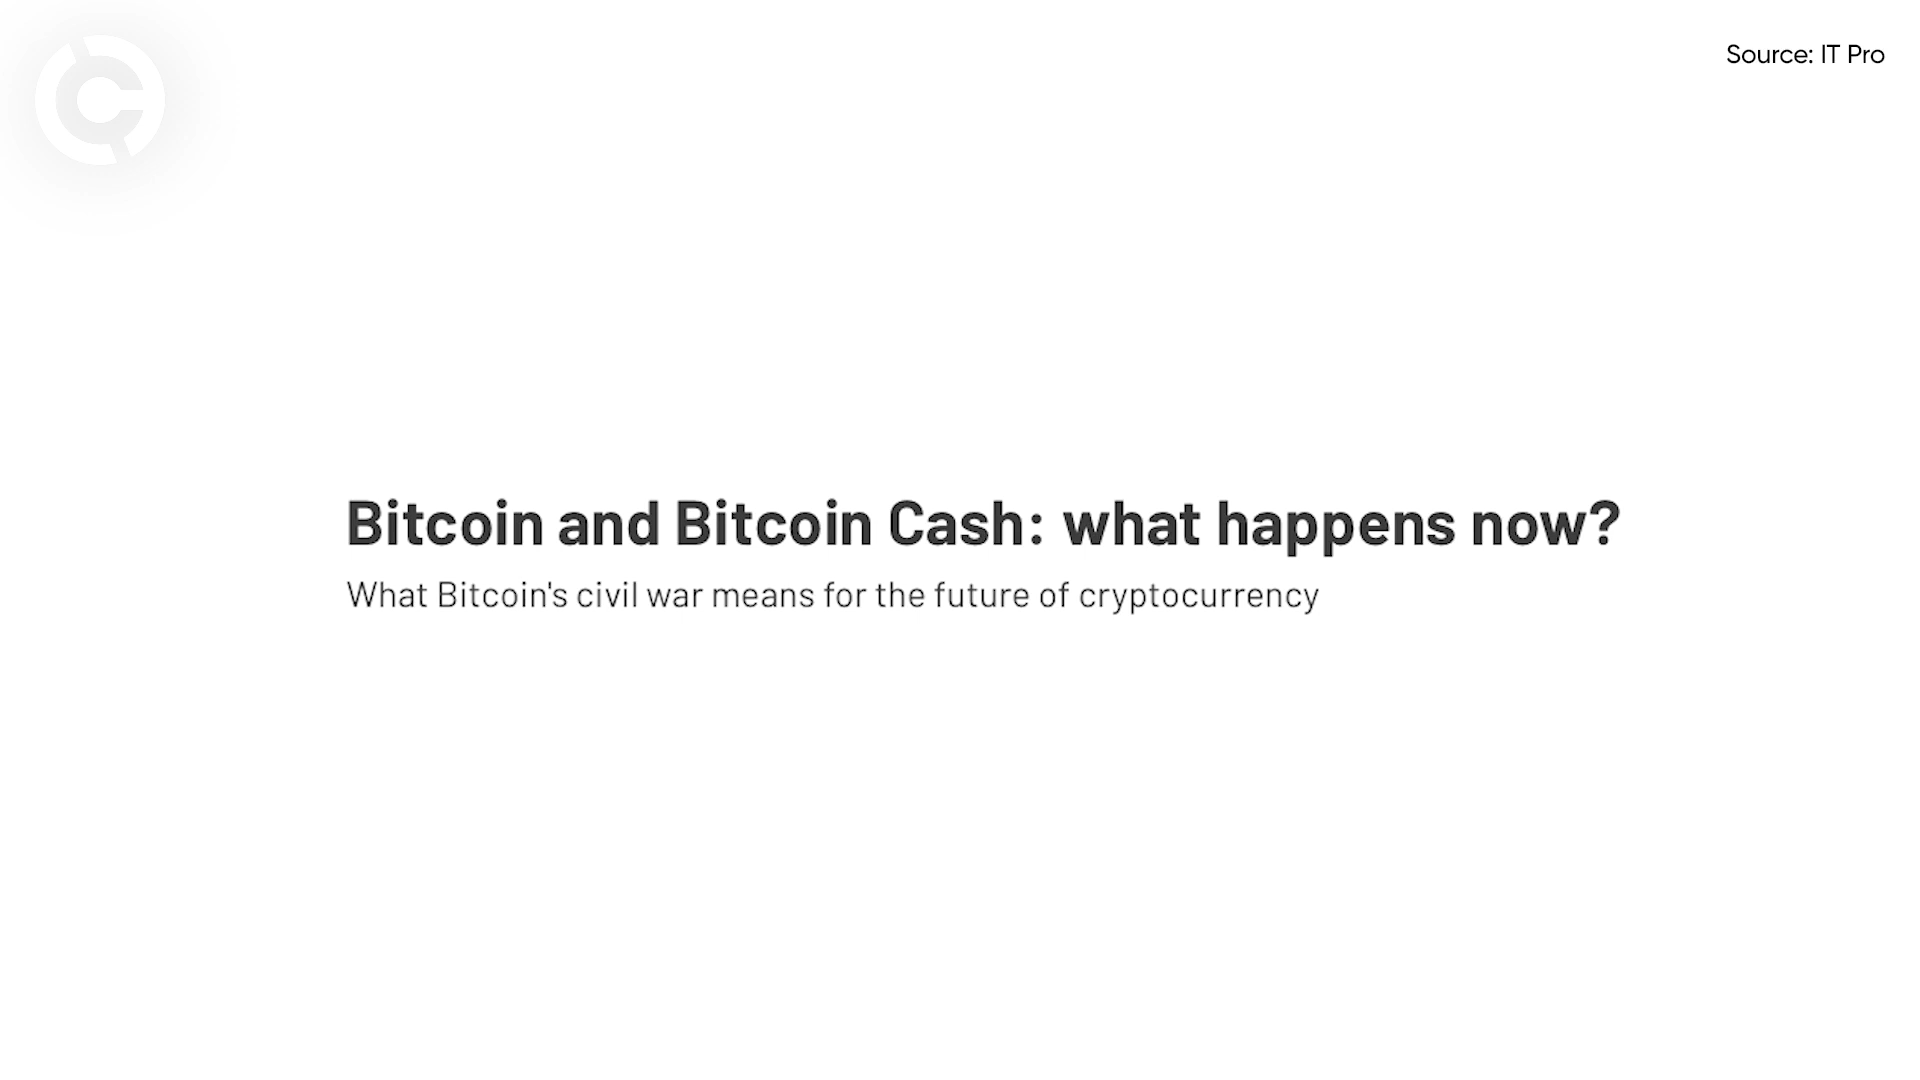 Source: IT Pro
Bitcoin and Bitcoin Cash: what happens now?
What Bitcoin's civil war means for the future of cryptocurrency